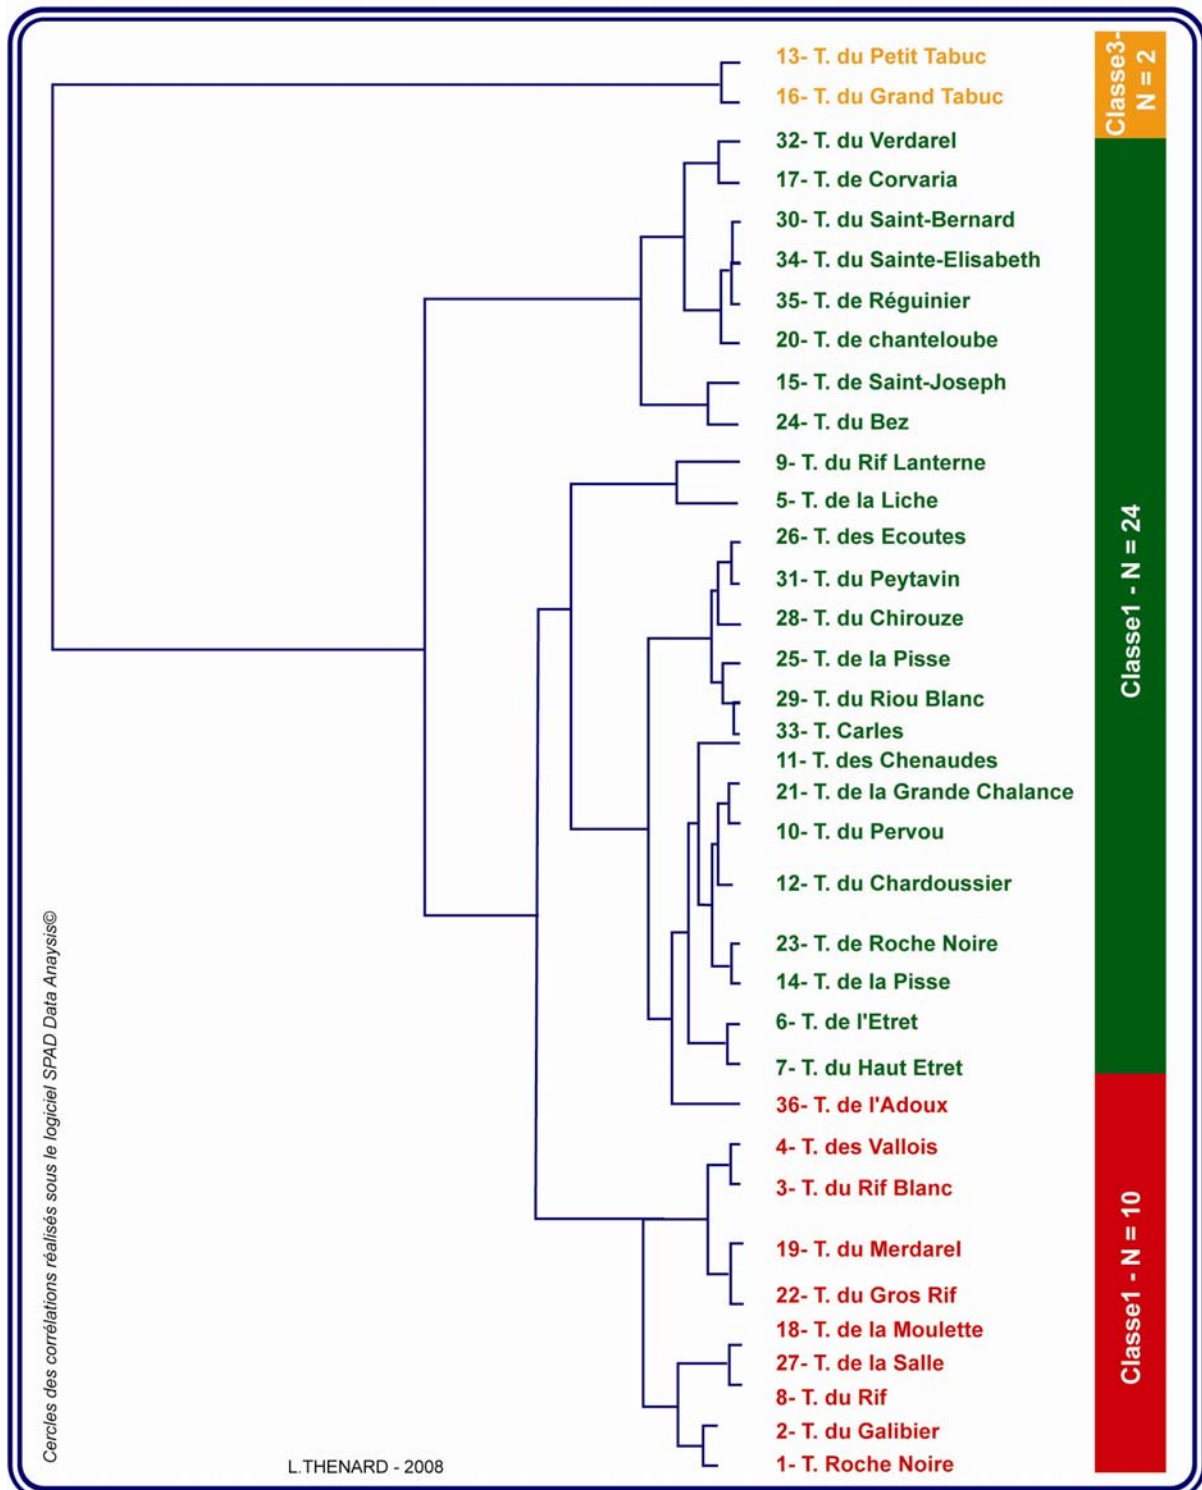 13- T. du Petit Tabuc
16- T. du Grand Tabuc
32- T. du Verdarel
17- T. de Corvaria
30- T. du Saint-Bernard
34- T. du Sainte-Elisabeth
35- T. de Réguinier
20- T. de chanteloube
15- T. de Saint-Joseph
24- T. du Bez
9- T. du Rif Lanterne
5- T. de la Liche
26- T. des Ecoutes
31- T. du Peytavin
28- T. du Chirouze
25- T. de la Pisse
29- T. du Riou Blanc
33- T. Carles
11- T. des Chenaudes
21- T. de la Grande Chalance
10- T. du Pervou
12- T. du Chardoussier
23- T. de Roche Noire
14- T. de la Pisse
6- T. de l'Etret
7- T. du Haut Etret
36- T. de l'Adoux
4- T. des Vallois
3- T. du Rif Blanc
19- T. du Merdarel
22- T. du Gros Rif
18- T. de la Moulette
27- T. de la Salle
8- T. du Rif
2- T. du Galibier
1- T. Roche Noire
Classe3-
N = 2
Classe1 - N = 24
Classe1 - N = 10
Cercles des corrélations réalisés sous le logiciel SPAD Data Anaysis©
L.THENARD - 2008